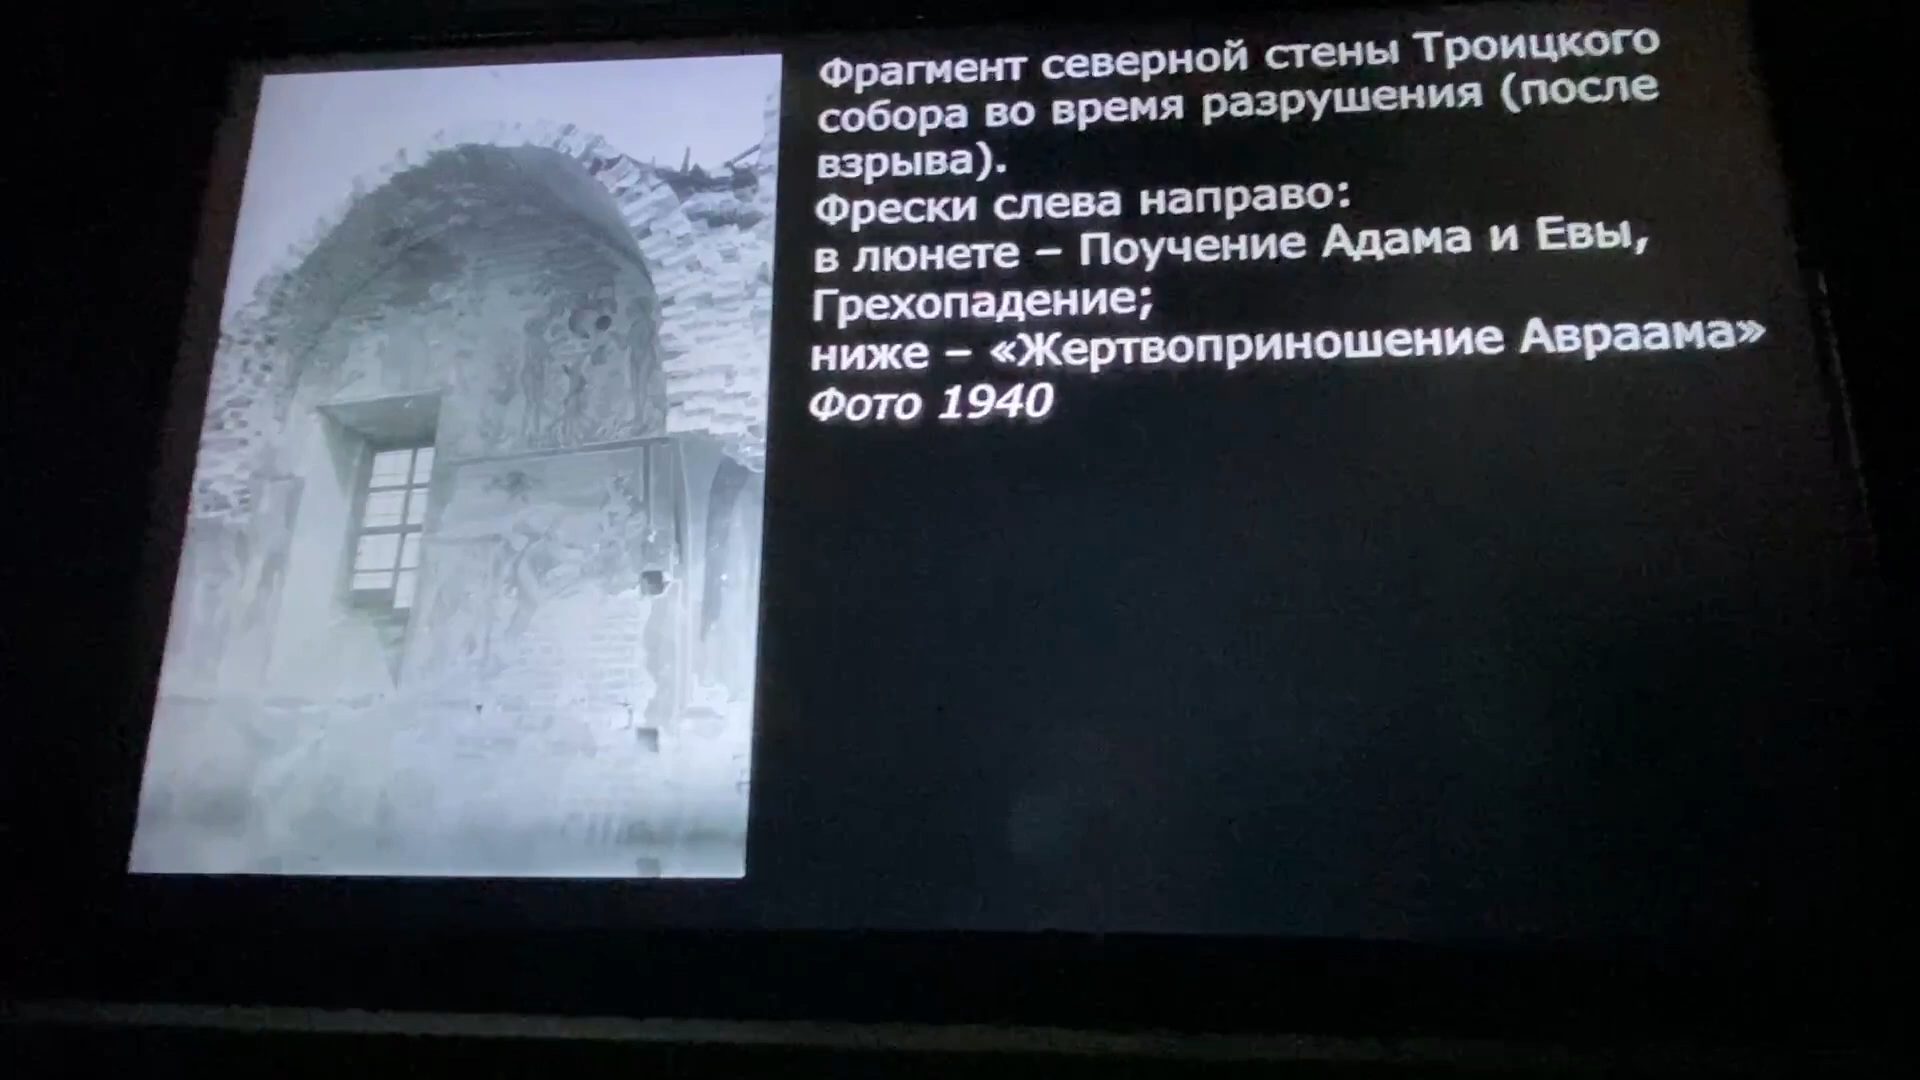 Фрагмент северной стены Троицкого
собора во время разрушения (после
взрыва).
Фрески слева направо:
в люнете – Поучение Адама и Евы,
Грехопадение;
ниже – «Жертвоприношение Авраама»
Фото 1940